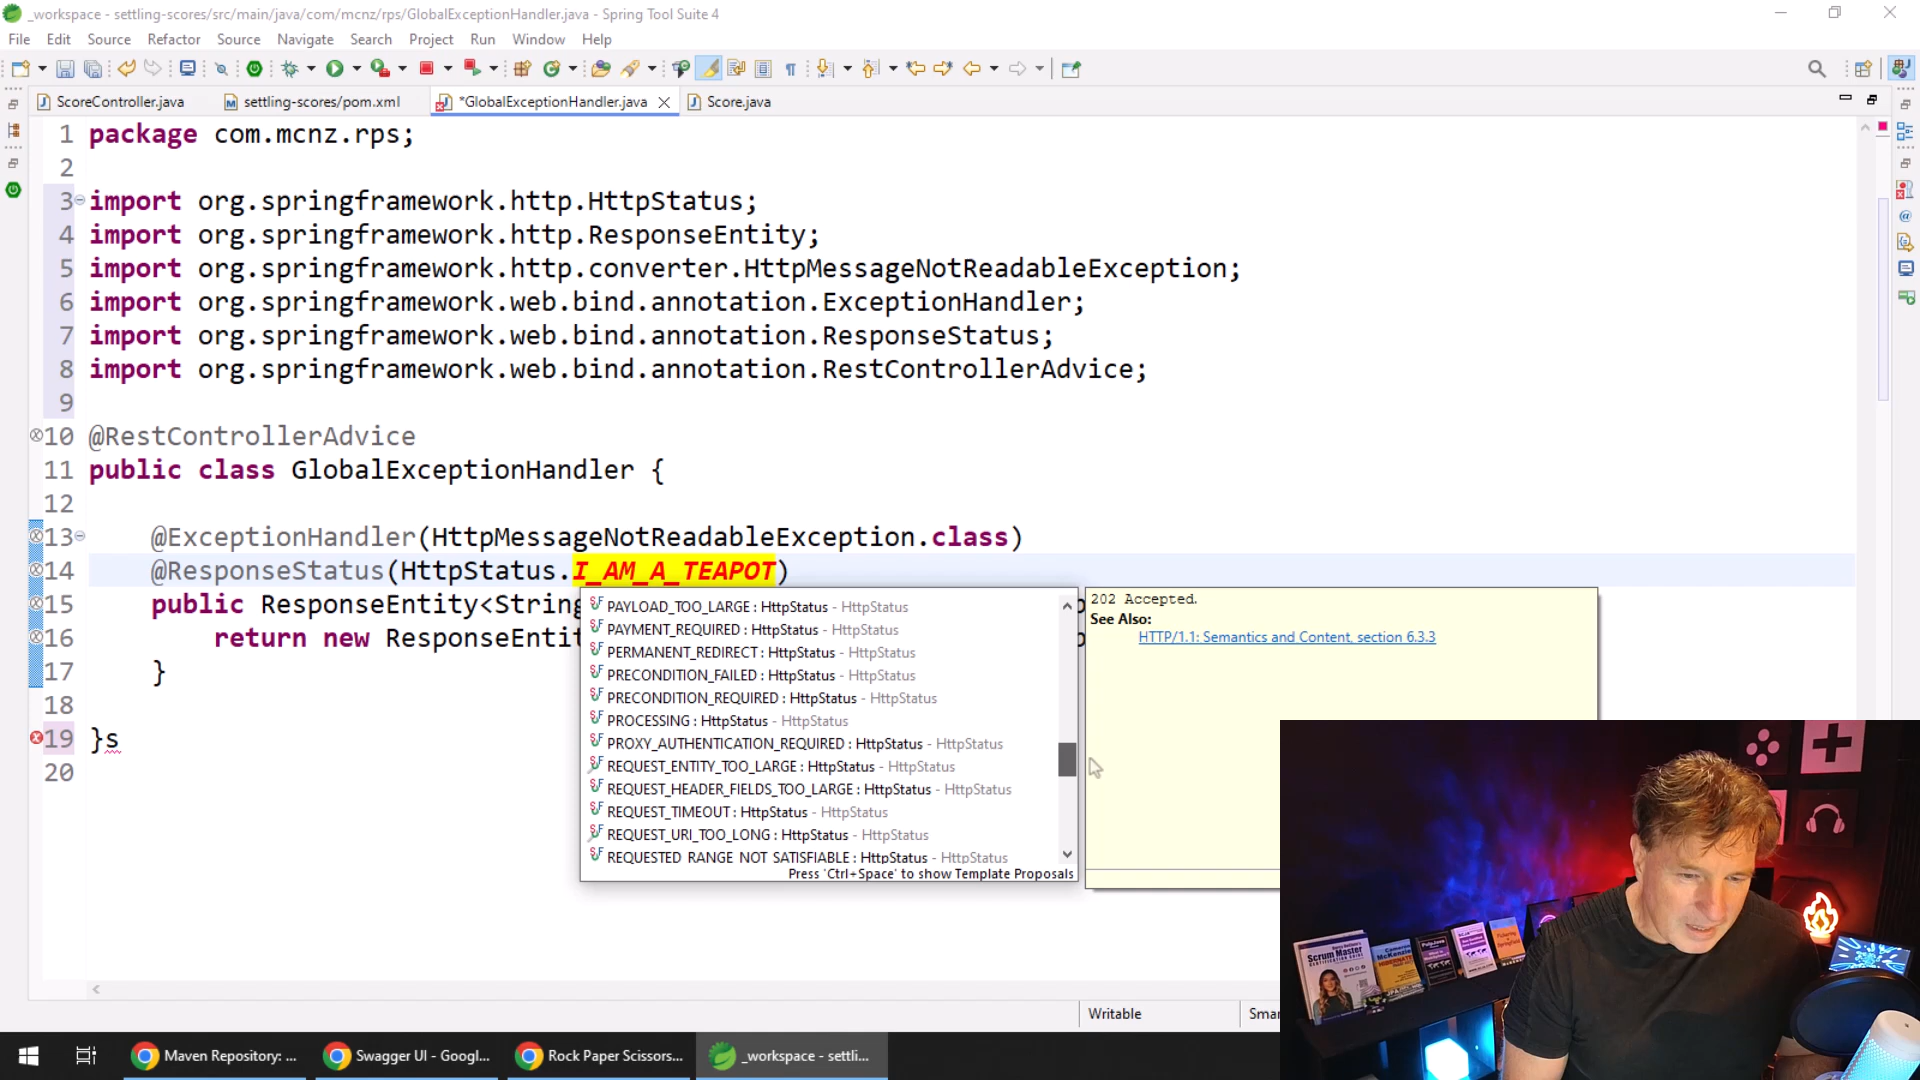 _workspace - settling-scores/src/main/java/com/mcnz/rps/GlobalExceptionHandler.java - Spring Tool Suite 4
File Edit Source Refactor Source Navigate Search Project Run Window Help
ScoreController.java settling-scores/pom.xml *GlobalExceptionHandler.java Score.java
1 package com.mcnz.rps;
2
3 import org.springframework.http.HttpStatus;
4 import org.springframework.http.ResponseEntity;
5 import org.springframework.http.converter.HttpMessageNotReadableException;
6 import org.springframework.web.bind.annotation.ExceptionHandler;
7 import org.springframework.web.bind.annotation.ResponseStatus;
8 import org.springframework.web.bind.annotation.RestControllerAdvice;
9
10 @RestControllerAdvice
11 public class GlobalExceptionHandler {
12
13 @ExceptionHandler(HttpMessageNotReadableException.class)
14 @ResponseStatus(HttpStatus.I_AM_A_TEAPOT)
15 public ResponseEntity<String
16 return new ResponseEntit
17 }
18
19 }s
20
PAYLOAD_TOO_LARGE : HttpStatus - HttpStatus
PAYMENT_REQUIRED : HttpStatus - HttpStatus
PERMANENT_REDIRECT : HttpStatus - HttpStatus
PRECONDITION_FAILED : HttpStatus - HttpStatus
PRECONDITION_REQUIRED : HttpStatus - HttpStatus
PROCESSING : HttpStatus - HttpStatus
PROXY_AUTHENTICATION_REQUIRED : HttpStatus - HttpStatus
REQUEST_ENTITY_TOO_LARGE : HttpStatus - HttpStatus
REQUEST_HEADER_FIELDS_TOO_LARGE : HttpStatus - HttpStatus
REQUEST_TIMEOUT : HttpStatus - HttpStatus
REQUEST_URI_TOO_LONG : HttpStatus - HttpStatus
REQUESTED_RANGE_NOT_SATISFIABLE : HttpStatus - HttpStatus
Press 'Ctrl+Space' to show Template Proposals
202 Accepted.
See Also:
HTTP/1.1: Semantics and Content, section 6.3.3
Writable
Smar
Scrum Master
Maven Repository: ... Swagger UI - Googl... Rock Paper Scissors... _workspace - settli...